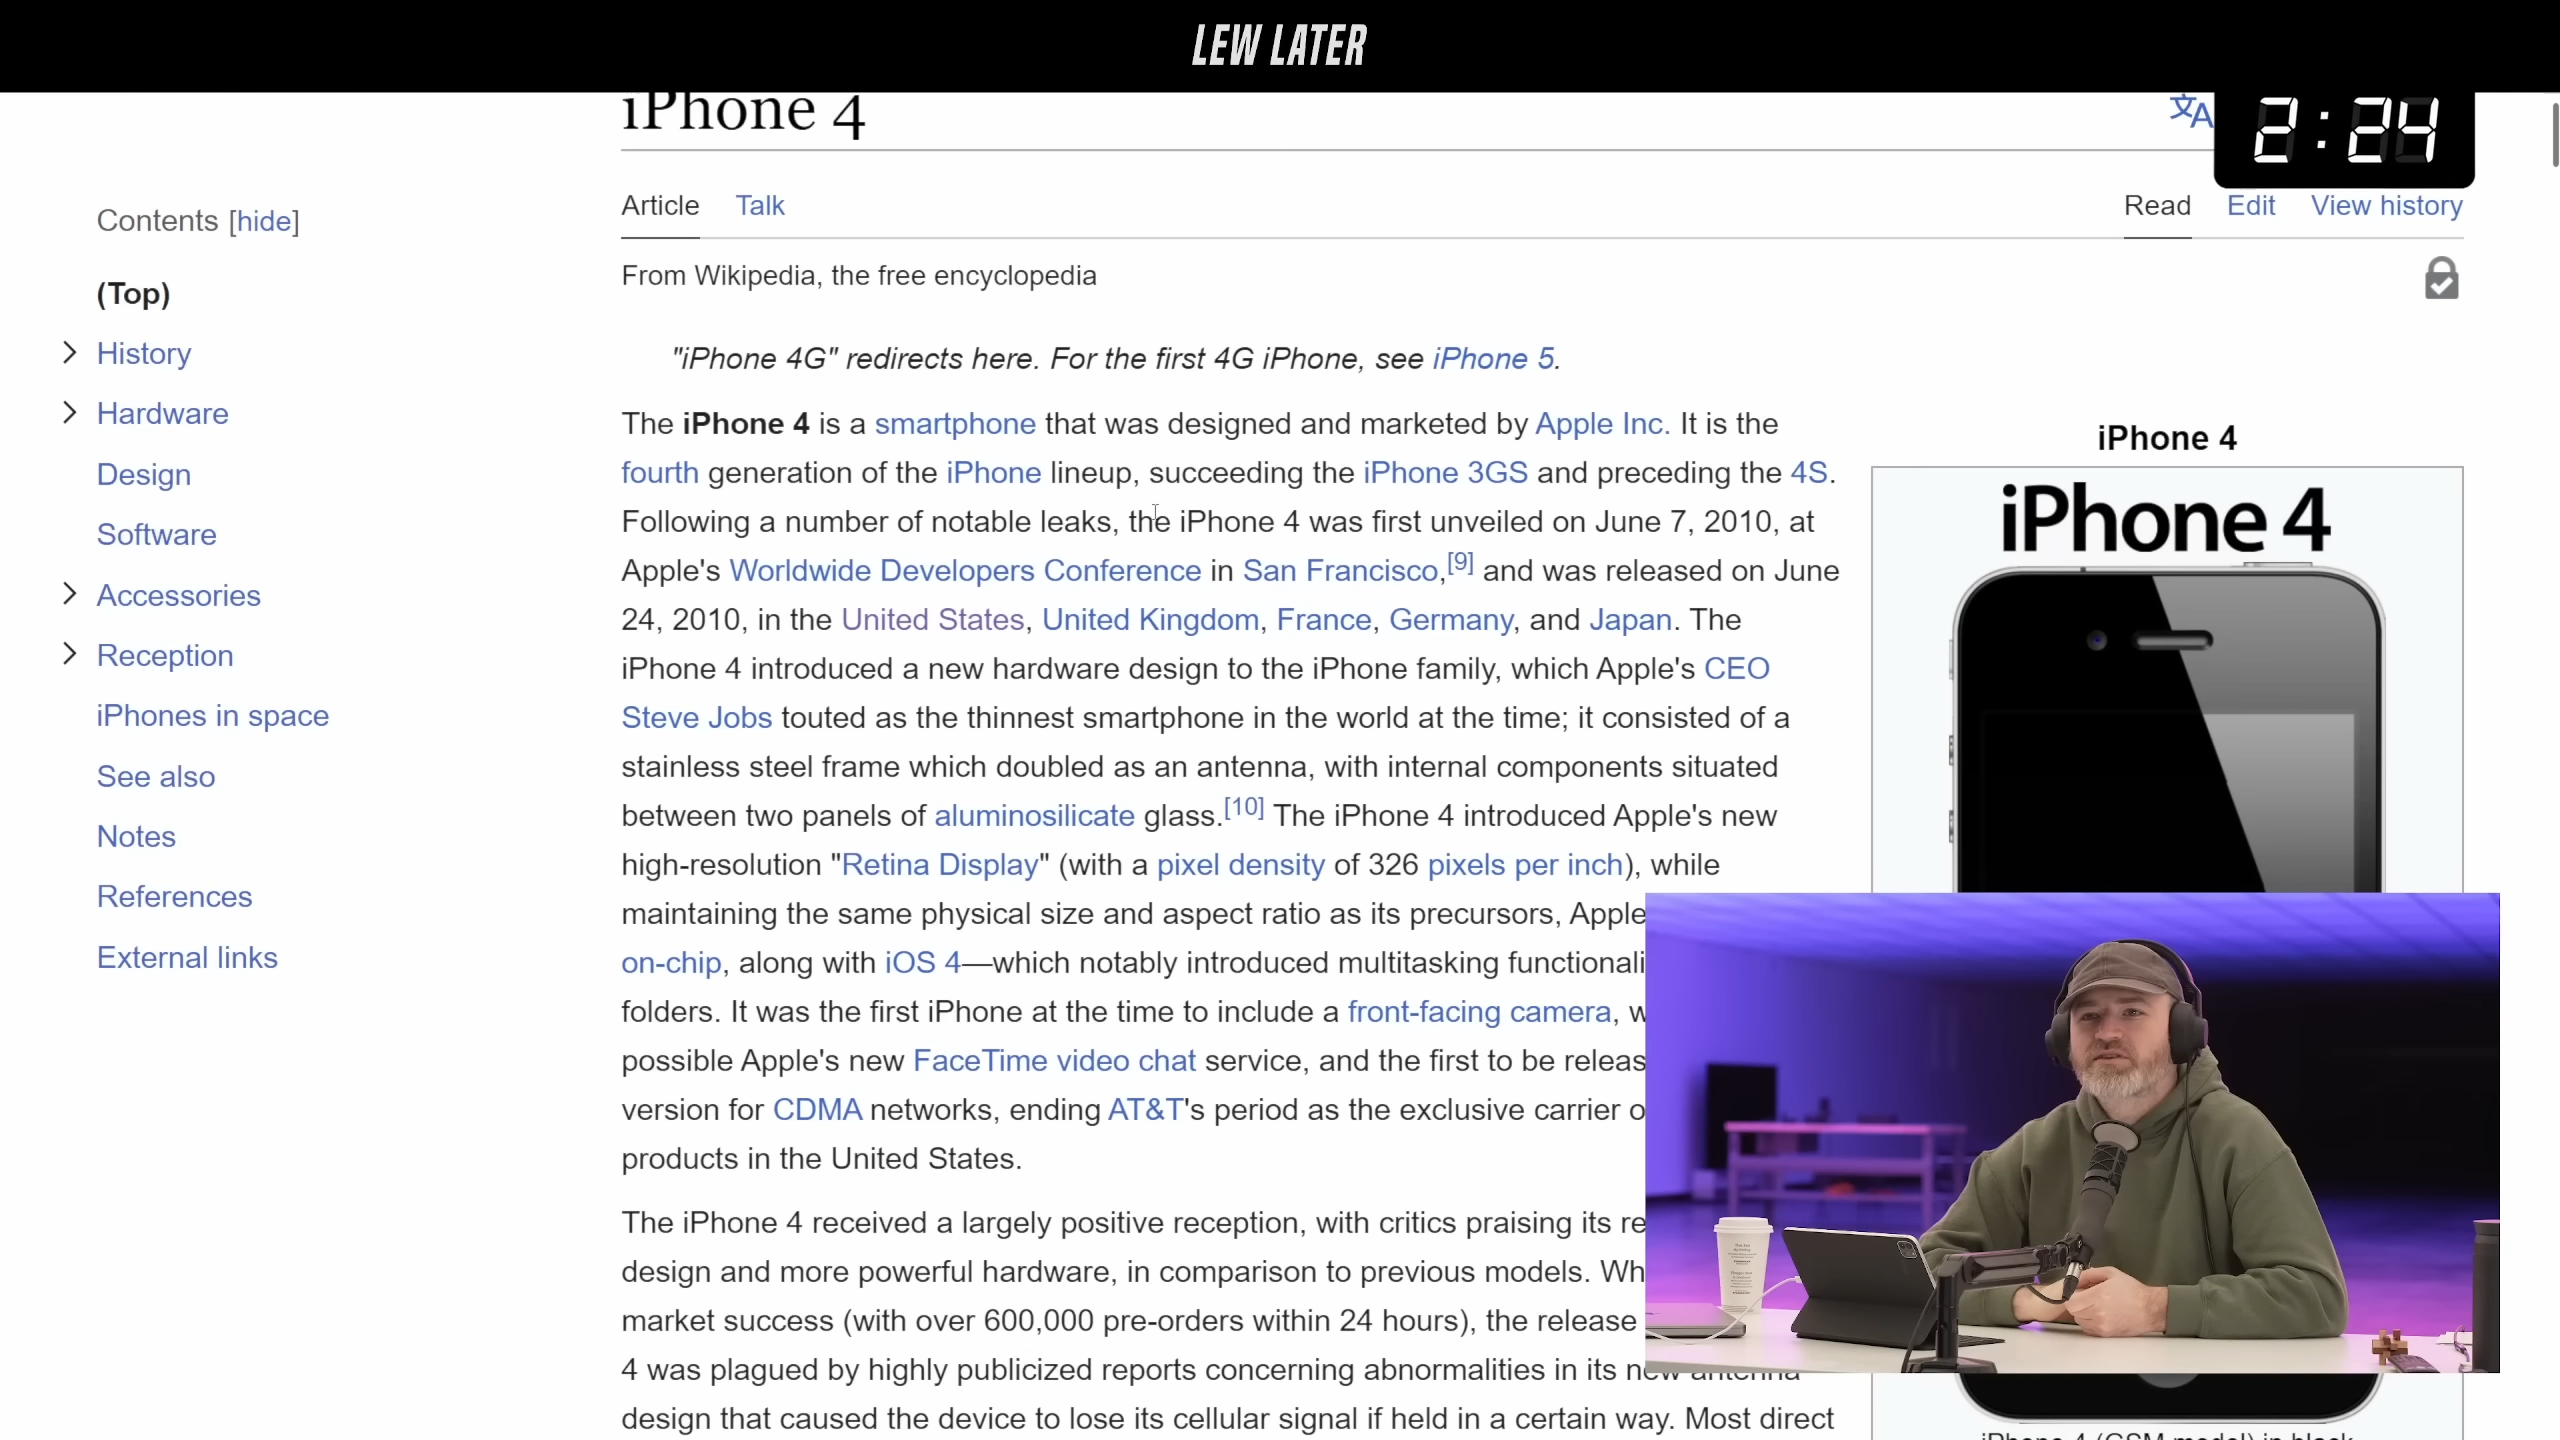 LEW LATER
iPhone 4
2:24
Article Talk
Read Edit View history
From Wikipedia, the free encyclopedia
Contents [hide]
(Top)
History
Hardware
Design
Software
Accessories
Reception
iPhones in space
See also
Notes
References
External links
"iPhone 4G" redirects here. For the first 4G iPhone, see iPhone 5.
The iPhone 4 is a smartphone that was designed and marketed by Apple Inc. It is the
fourth generation of the iPhone lineup, succeeding the iPhone 3GS and preceding the 4S.
Following a number of notable leaks, the iPhone 4 was first unveiled on June 7, 2010, at
Apple's Worldwide Developers Conference in San Francisco,[9] and was released on June
24, 2010, in the United States, United Kingdom, France, Germany, and Japan. The
iPhone 4 introduced a new hardware design to the iPhone family, which Apple's CEO
Steve Jobs touted as the thinnest smartphone in the world at the time; it consisted of a
stainless steel frame which doubled as an antenna, with internal components situated
between two panels of aluminosilicate glass.[10] The iPhone 4 introduced Apple's new
high-resolution "Retina Display" (with a pixel density of 326 pixels per inch), while
maintaining the same physical size and aspect ratio as its precursors, Apple
on-chip, along with iOS 4—which notably introduced multitasking functionali
folders. It was the first iPhone at the time to include a front-facing camera, w
possible Apple's new FaceTime video chat service, and the first to be releas
version for CDMA networks, ending AT&T's period as the exclusive carrier o
products in the United States.
The iPhone 4 received a largely positive reception, with critics praising its re
design and more powerful hardware, in comparison to previous models. Wh
market success (with over 600,000 pre-orders within 24 hours), the release
4 was plagued by highly publicized reports concerning abnormalities in its new antenna
design that caused the device to lose its cellular signal if held in a certain way. Most direct
iPhone 4
iPhone 4
iPhone 4 (GSM model) in black